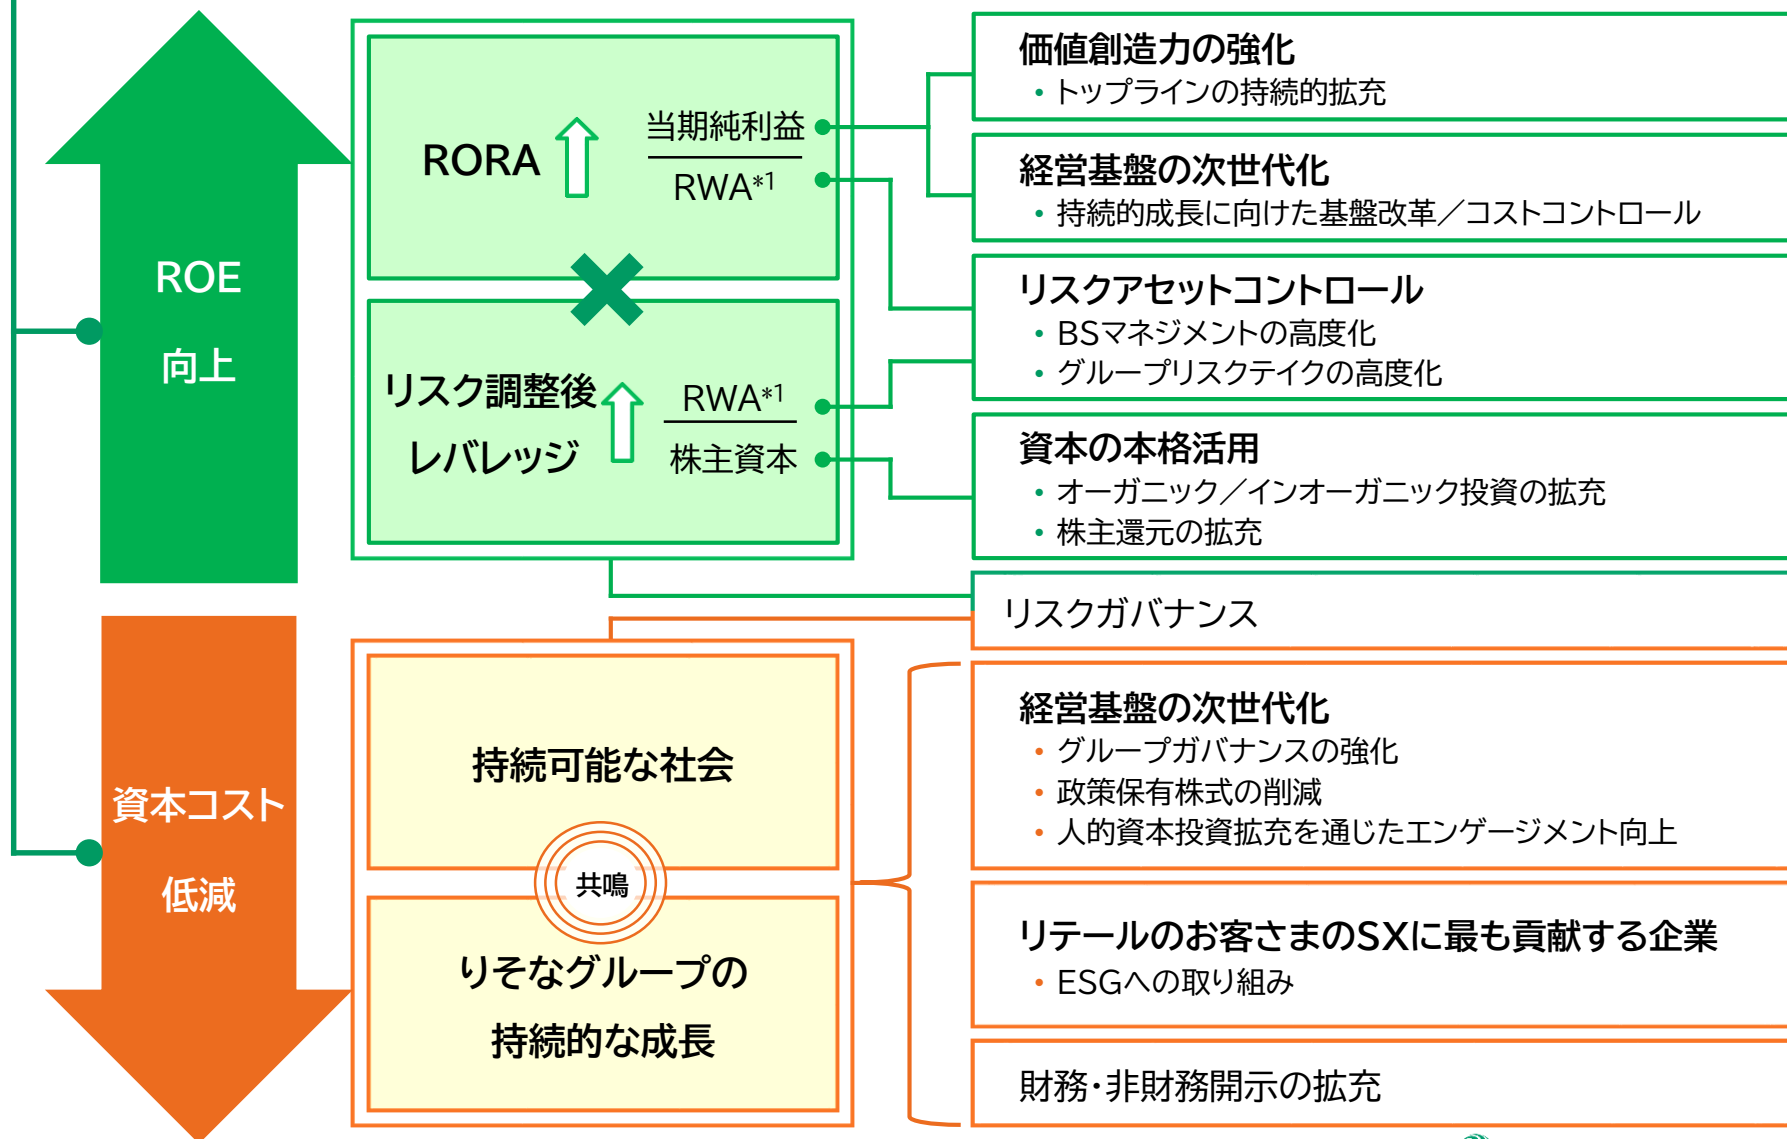 ROE
向上
RORA
当期純利益
RWA*1
リスク調整後
レバレッジ
RWA*1
株主資本
価値創造力の強化
・トップラインの持続的拡充
経営基盤の次世代化
・持続的成長に向けた基盤改革／コストコントロール
リスクアセットコントロール
・BSマネジメントの高度化
・グループリスクテイクの高度化
資本の本格活用
・オーガニック／インオーガニック投資の拡充
・株主還元の拡充
リスクガバナンス
資本コスト
低減
持続可能な社会
共鳴
りそなグループの
持続的な成長
経営基盤の次世代化
・グループガバナンスの強化
・政策保有株式の削減
・人的資本投資拡充を通じたエンゲージメント向上
リテールのお客さまのSXに最も貢献する企業
・ESGへの取り組み
財務・非財務開示の拡充